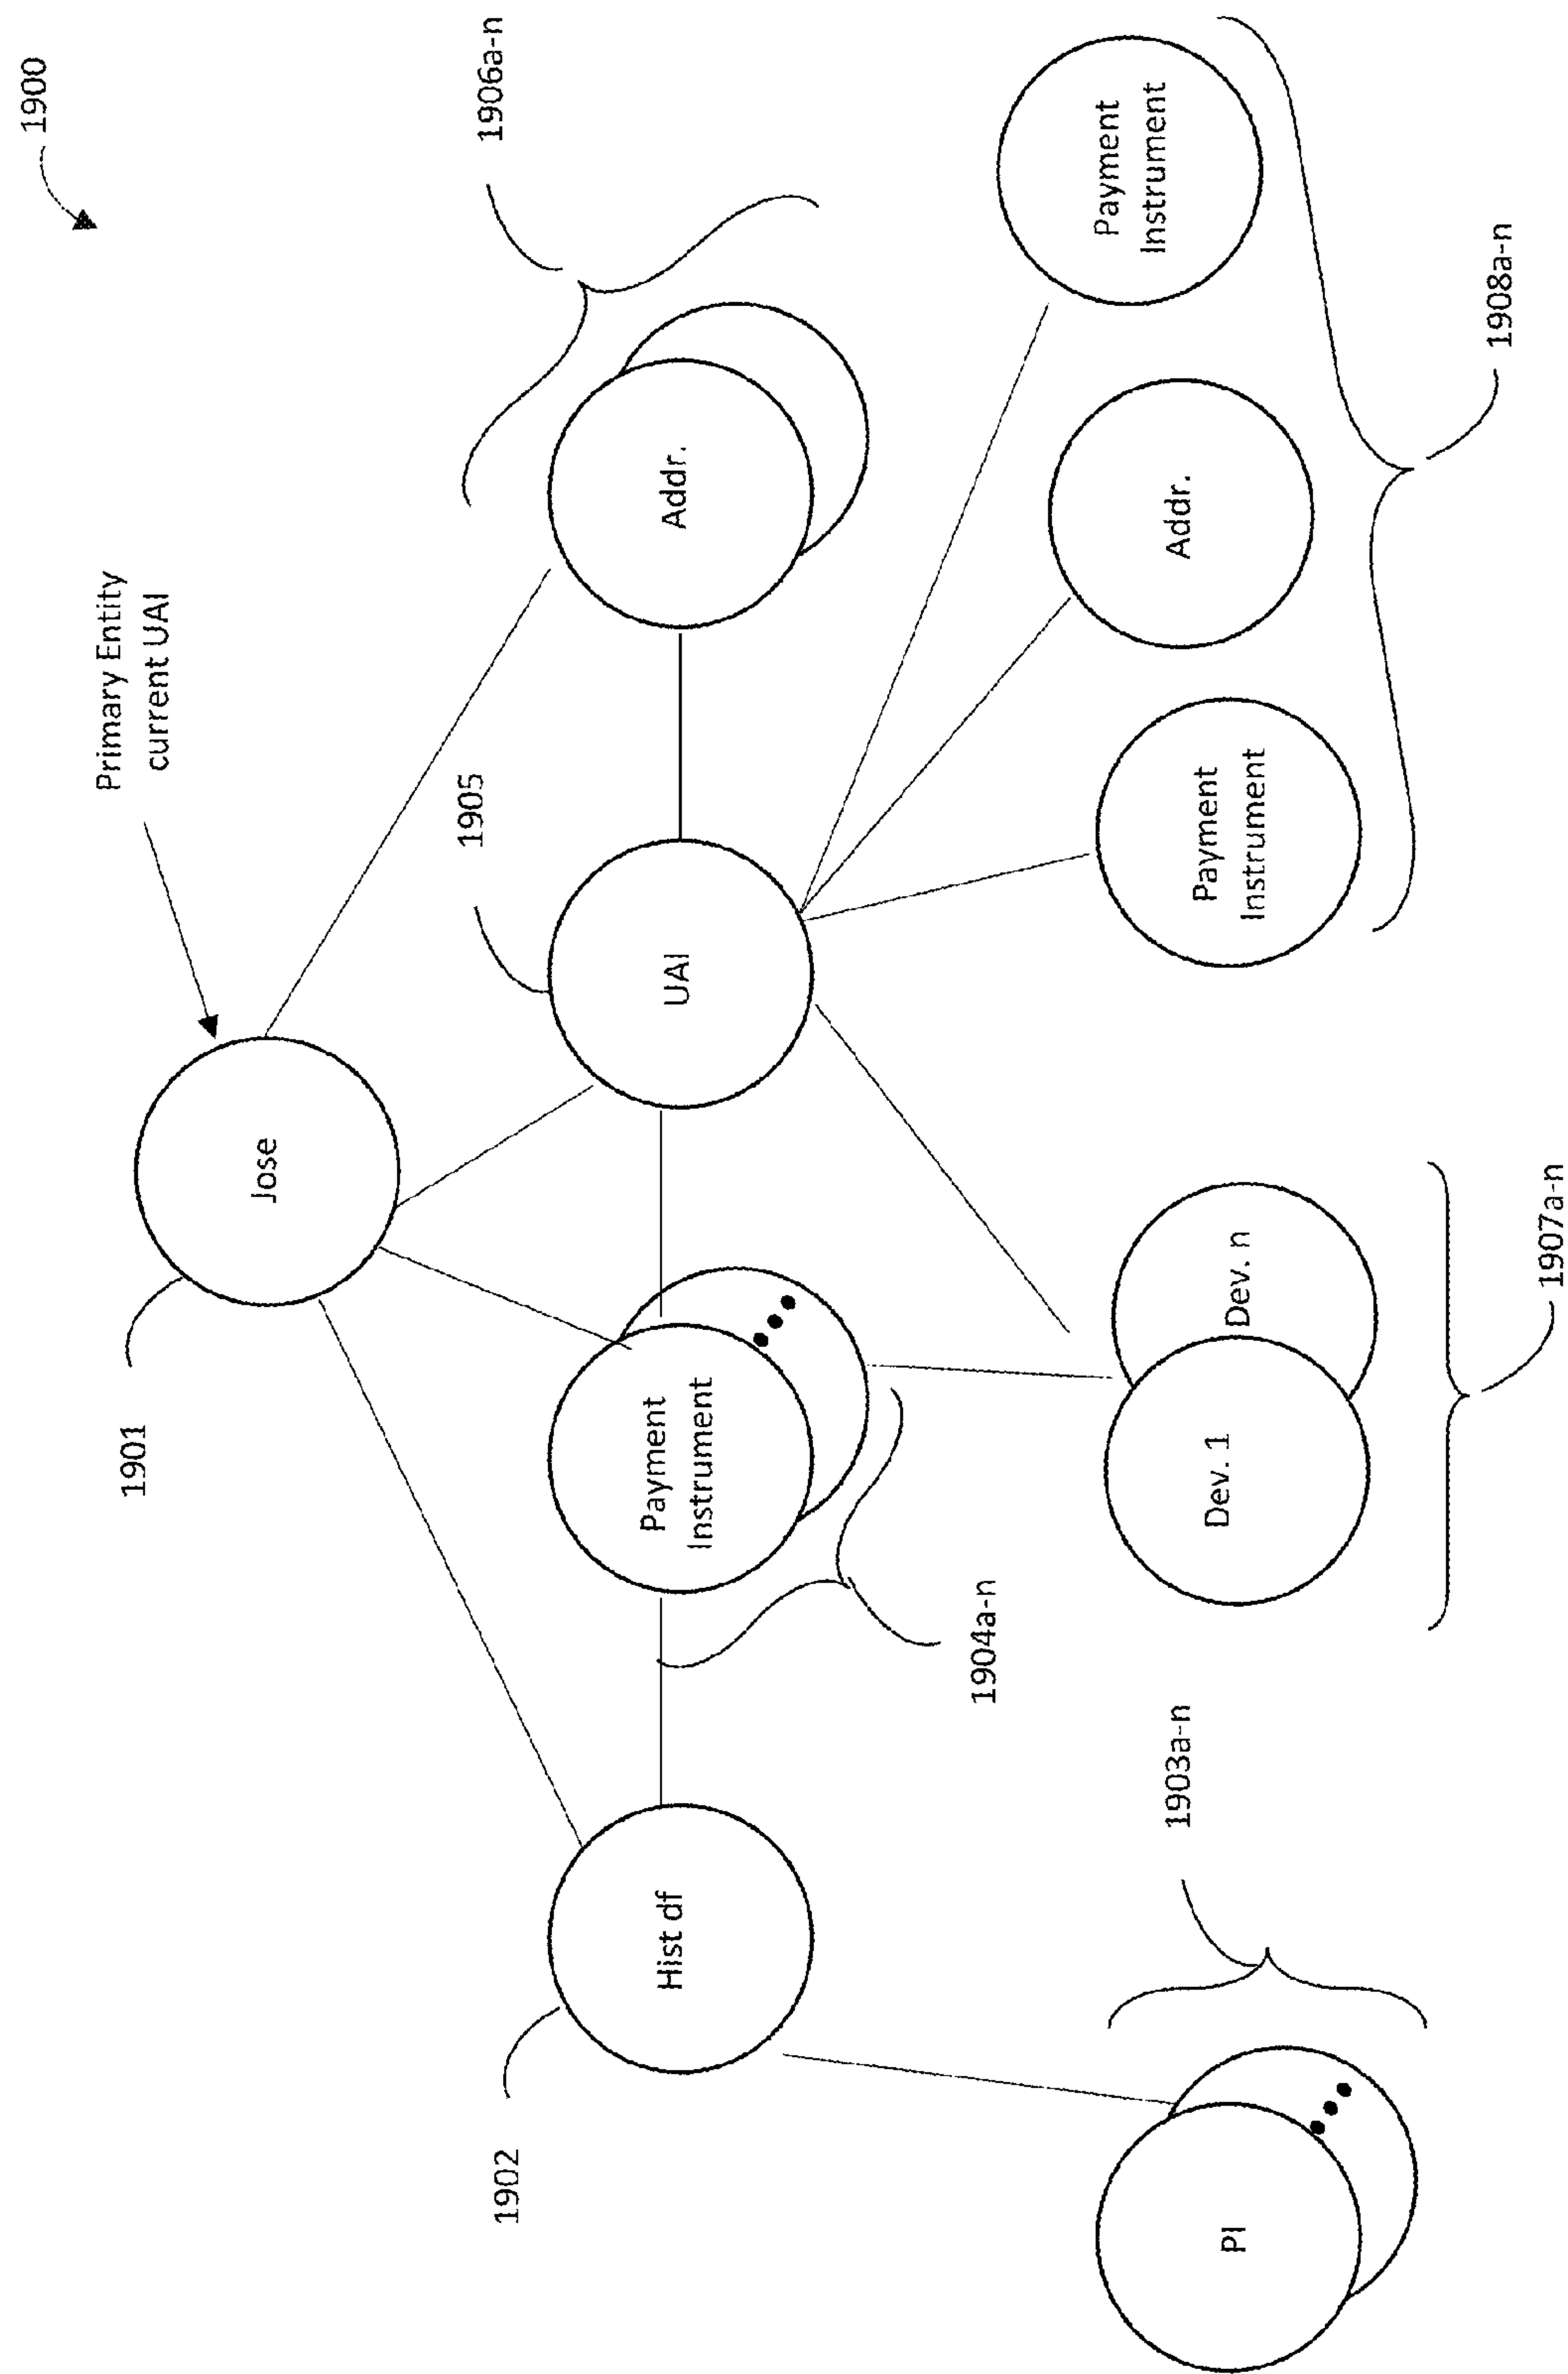 1900
Primary Entity
current UAI
1901
Jose
1902
Hist df
Payment
Instrument
1904a-n
1905
UAI
1906a-n
Addr.
1903a-n
PI
Dev. 1
Dev. n
1907a-n
Payment
Instrument
Addr.
Payment
Instrument
1908a-n